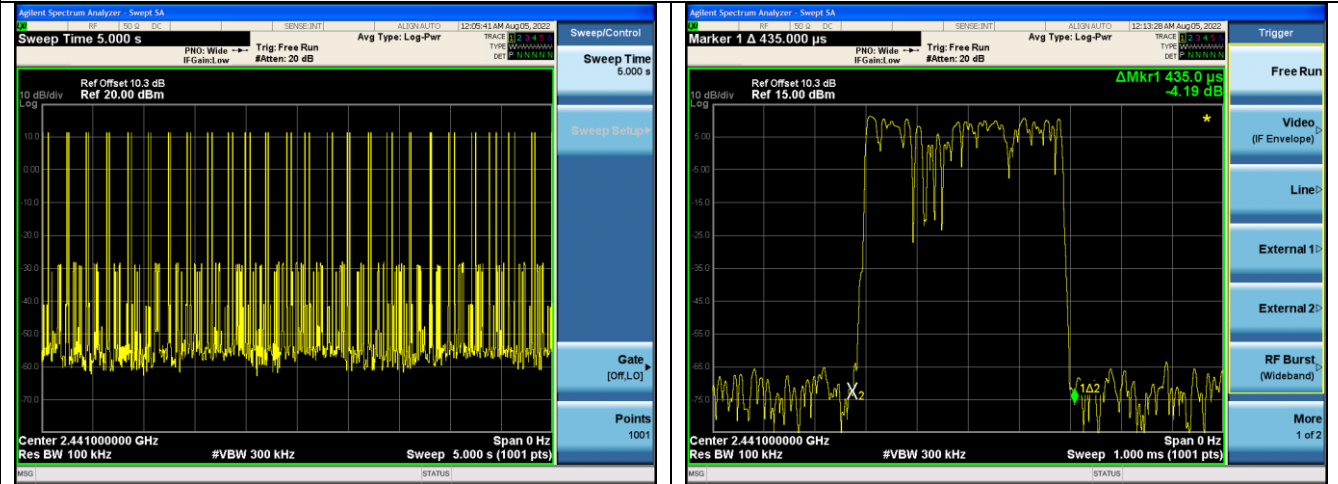 Agilent Spectrum Analyzer - Swept SA
RF 50 Ω DC SENSE:INT ALIGN AUTO 12:05:41 AM Aug 05, 2022
Sweep Time 5.000 s
PNO: Wide
IFGain:Low
Trig: Free Run
#Atten: 20 dB
Avg Type: Log-Pwr
TRACE 1 2 3 4 5 6
TYPE WWWWWW
DET P N N N N N
Ref Offset 10.3 dB
10 dB/div Ref 20.00 dBm
Log
10.0
0.00
-10.0
-20.0
-30.0
-40.0
-50.0
-60.0
-70.0
Center 2.441000000 GHz Span 0 Hz
Res BW 100 kHz #VBW 300 kHz Sweep 5.000 s (1001 pts)
MSG STATUS
Sweep/Control
Sweep Time
5.000 s
Sweep Setup
Gate
[Off,LO]
Points
1001
Agilent Spectrum Analyzer - Swept SA
RF 50 Ω DC SENSE:INT ALIGN AUTO 12:13:28 AM Aug 05, 2022
Marker 1 Δ 435.000 µs
PNO: Wide
IFGain:Low
Trig: Free Run
#Atten: 20 dB
Avg Type: Log-Pwr
TRACE 1 2 3 4 5 6
TYPE WWWWWW
DET P N N N N N
ΔMkr1 435.0 µs
-4.19 dB
Ref Offset 10.3 dB
10 dB/div Ref 15.00 dBm
Log
5.00
-5.00
-15.0
-25.0
-35.0
-45.0
-55.0
-65.0
-75.0
X2
1Δ2
Center 2.441000000 GHz Span 0 Hz
Res BW 100 kHz #VBW 300 kHz Sweep 1.000 ms (1001 pts)
MSG STATUS
Trigger
Free Run
Video
(IF Envelope)
Line
External 1
External 2
RF Burst
(Wideband)
More
1 of 2